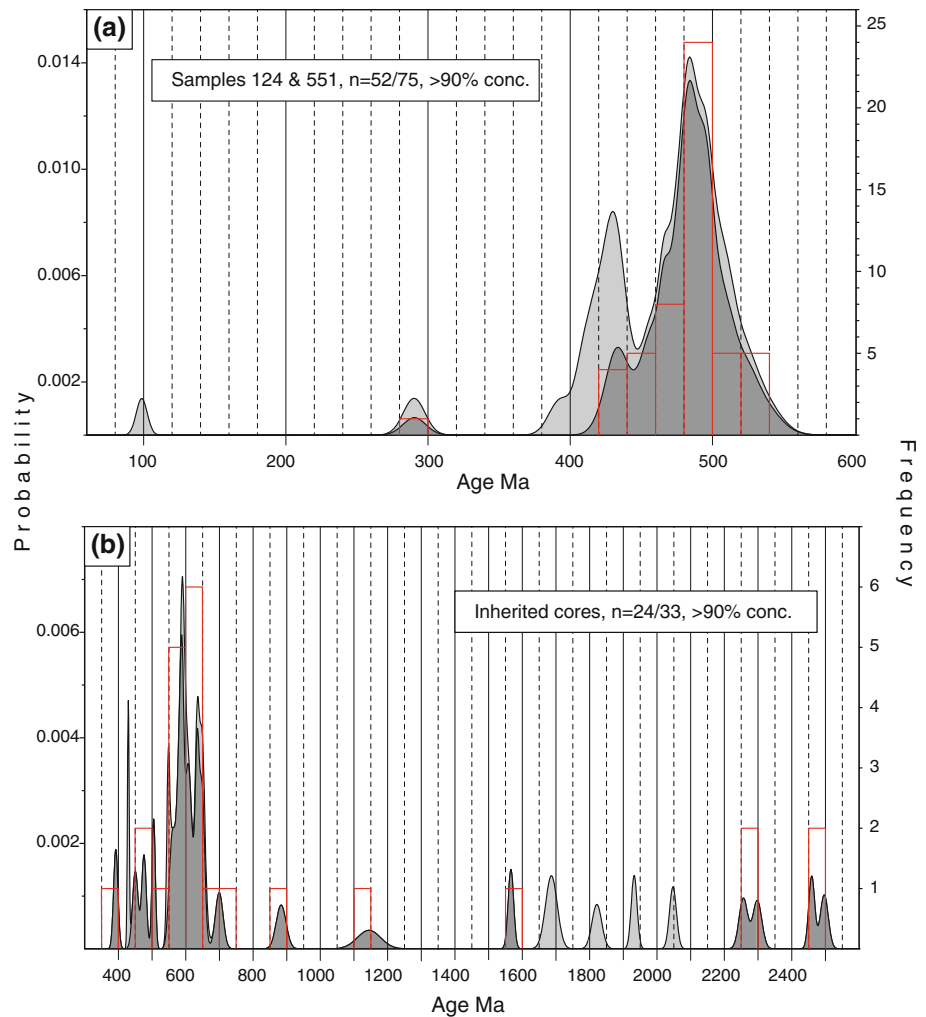 (a)
Samples 124 & 551, n=52/75, >90% conc.
0.014
0.010
0.006
0.002
25
20
15
10
5
100 200 300 400 500 600
Age Ma
Probability
Frequency
(b)
Inherited cores, n=24/33, >90% conc.
0.006
0.004
0.002
6
5
4
3
2
1
400 600 800 1000 1200 1400 1600 1800 2000 2200 2400
Age Ma